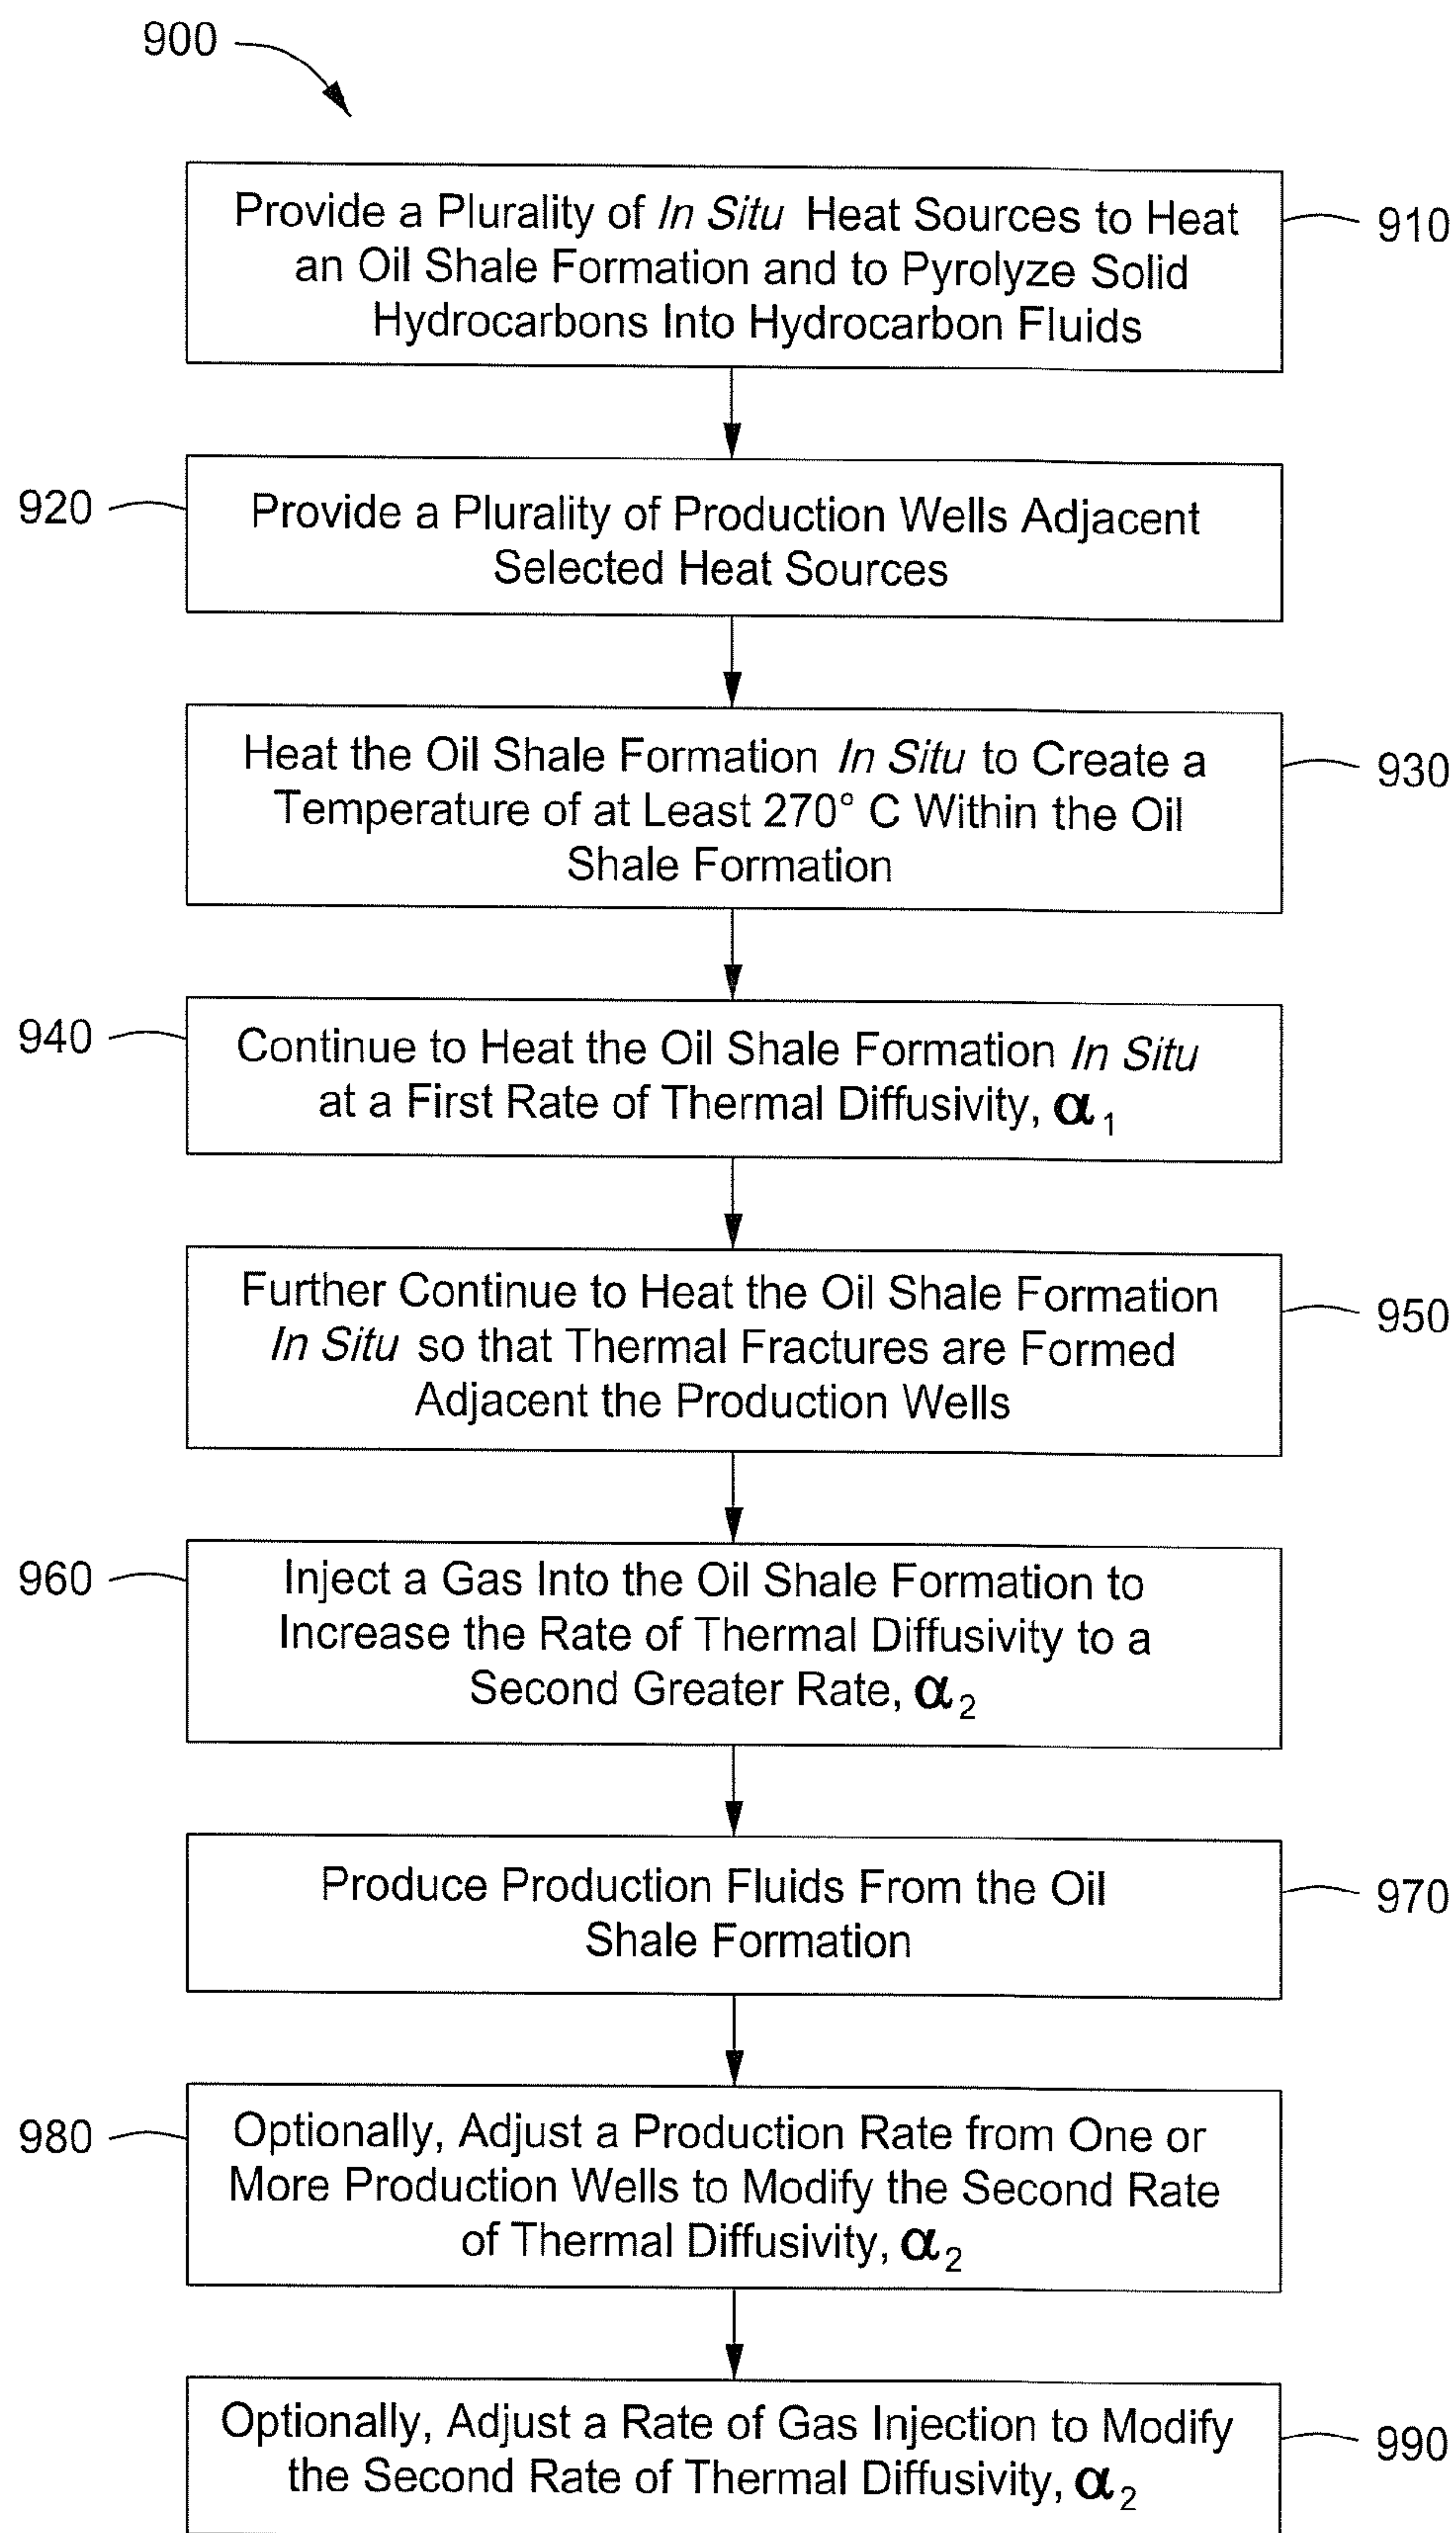 900
Provide a Plurality of In Situ Heat Sources to Heat
an Oil Shale Formation and to Pyrolyze Solid
Hydrocarbons Into Hydrocarbon Fluids
910
920
Provide a Plurality of Production Wells Adjacent
Selected Heat Sources
Heat the Oil Shale Formation In Situ to Create a
Temperature of at Least 270° C Within the Oil
Shale Formation
930
940
Continue to Heat the Oil Shale Formation In Situ
at a First Rate of Thermal Diffusivity, α₁
Further Continue to Heat the Oil Shale Formation
In Situ so that Thermal Fractures are Formed
Adjacent the Production Wells
950
960
Inject a Gas Into the Oil Shale Formation to
Increase the Rate of Thermal Diffusivity to a
Second Greater Rate, α₂
Produce Production Fluids From the Oil
Shale Formation
970
980
Optionally, Adjust a Production Rate from One or
More Production Wells to Modify the Second Rate
of Thermal Diffusivity, α₂
Optionally, Adjust a Rate of Gas Injection to Modify
the Second Rate of Thermal Diffusivity, α₂
990